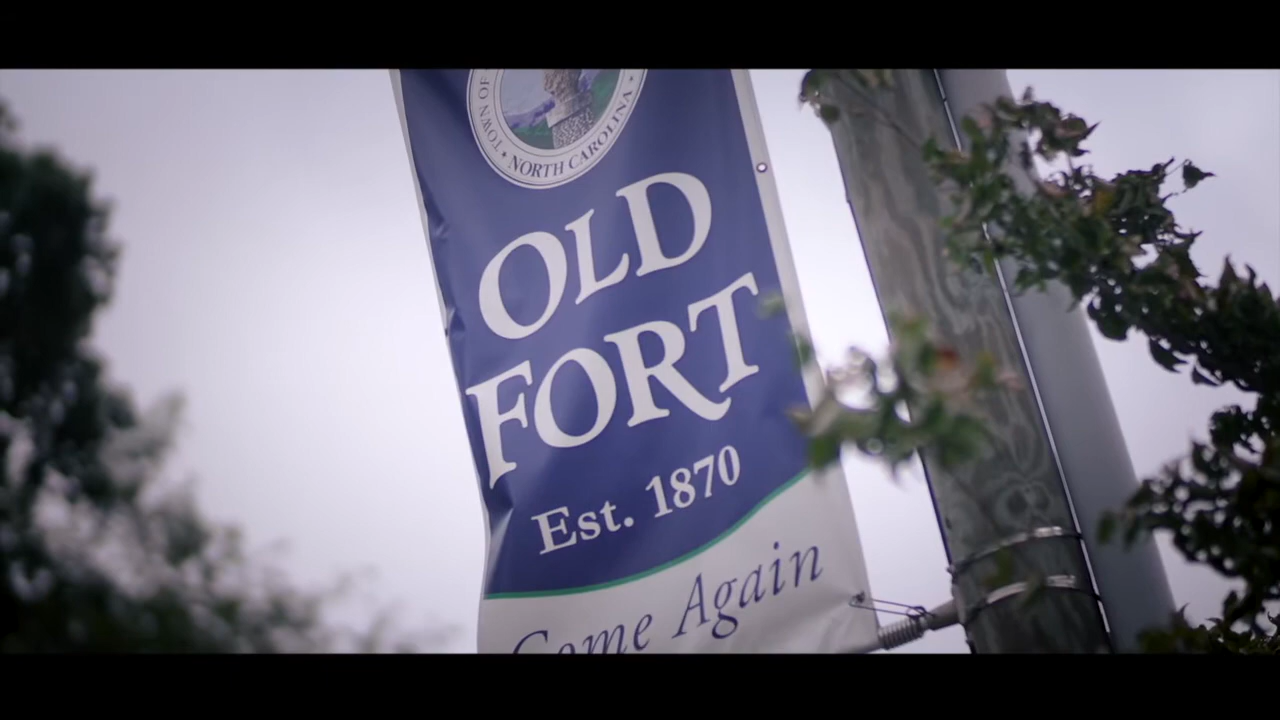 TOWN OF
• NORTH CAROLINA •
OLD
FORT
Est. 1870
Come Again